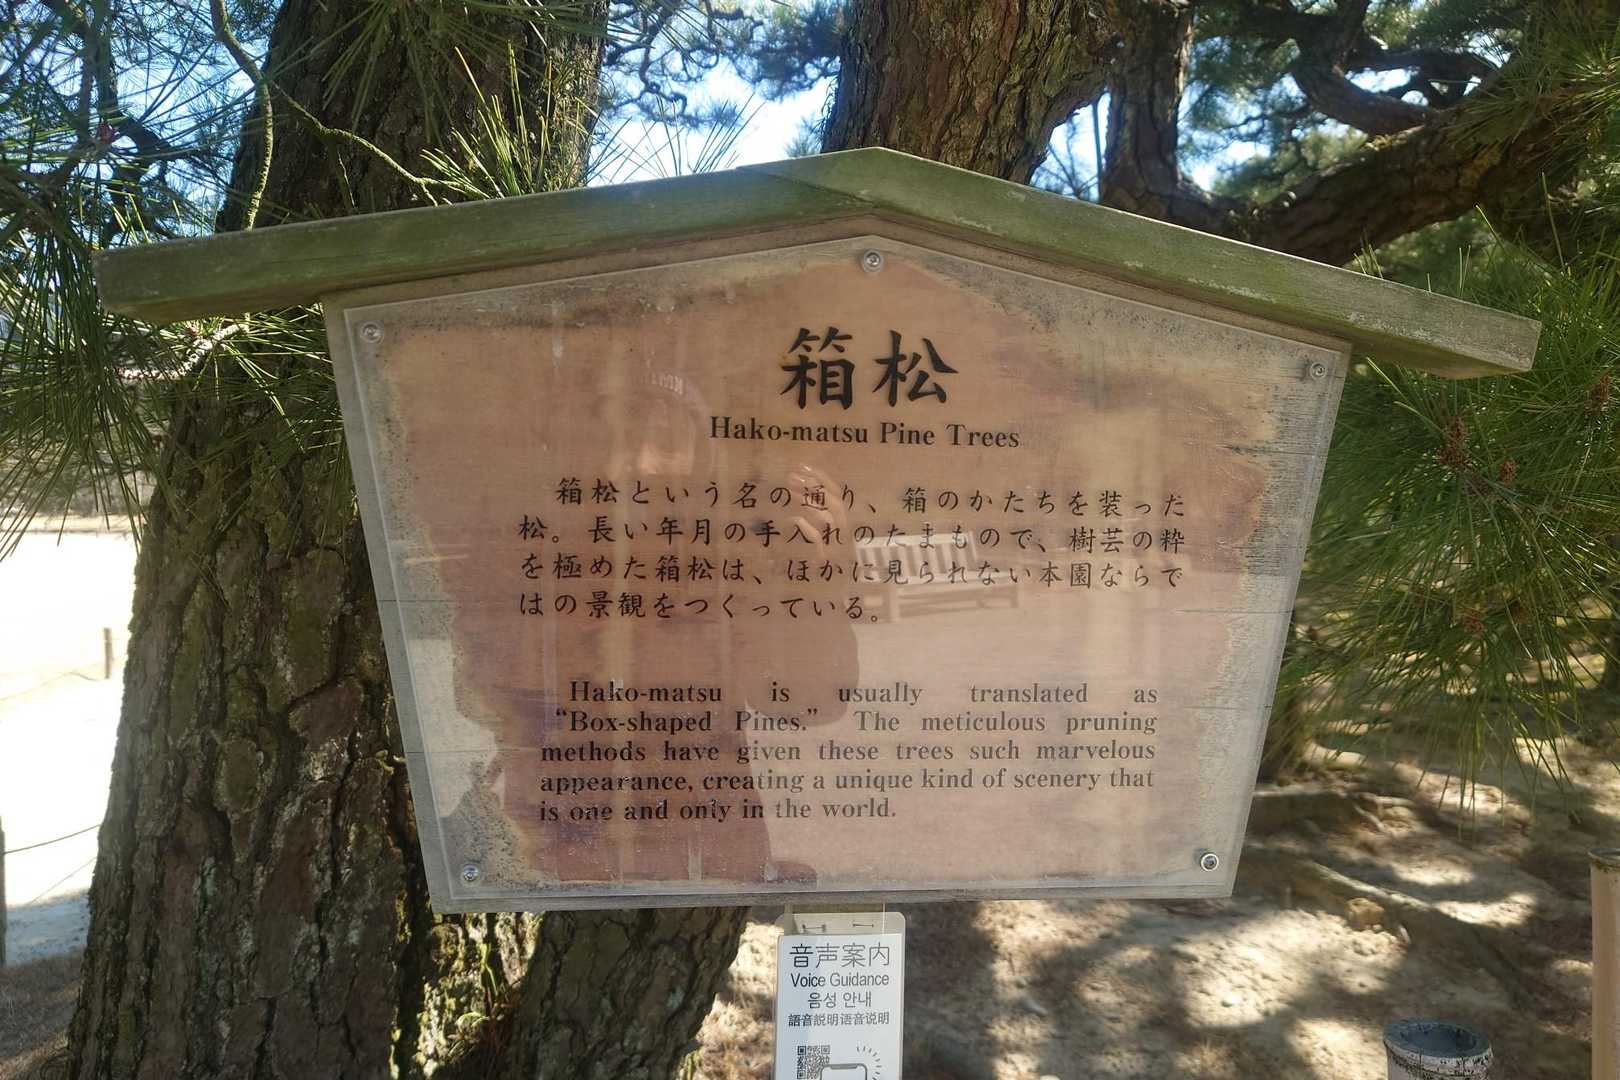 箱松
Hako-matsu Pine Trees
箱松という名の通り、箱のかたちを装った
松。長い年月の手入れのたまもので、樹芸の粋
を極めた箱松は、ほかに見られない本園ならで
はの景観をつくっている。
Hako-matsu is usually translated as
“Box-shaped Pines.” The meticulous pruning
methods have given these trees such marvelous
appearance, creating a unique kind of scenery that
is one and only in the world.
音声案内
Voice Guidance
음성 안내
語音説明语音说明